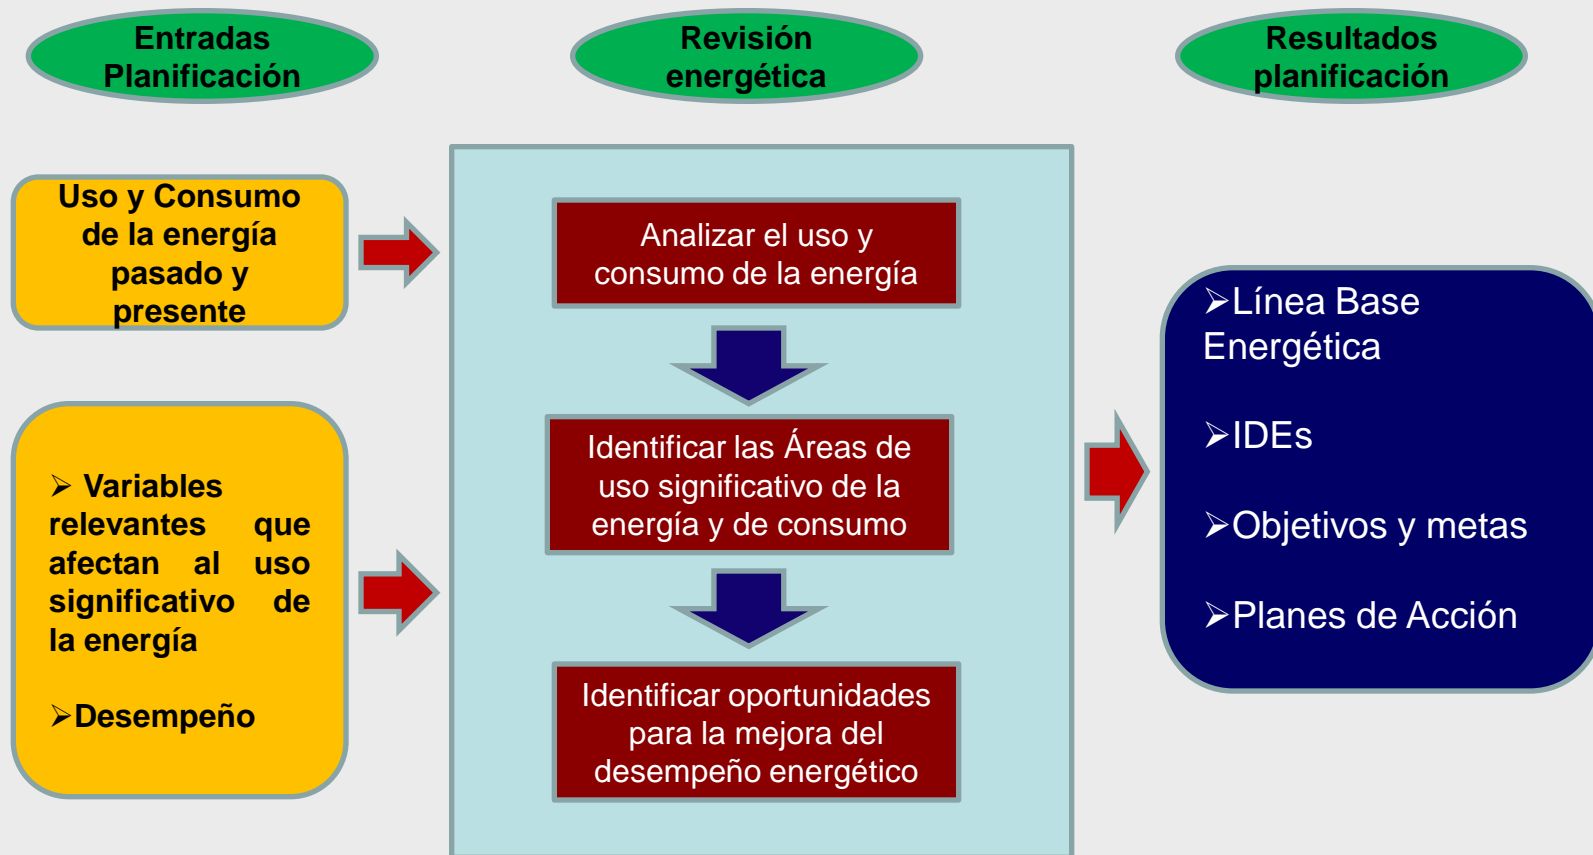 Entradas
Planificación
Revisión
energética
Resultados
planificación
Uso y Consumo
de la energía
pasado y
presente
➢ Variables
relevantes que
afectan al uso
significativo de
la energía
➢Desempeño
Analizar el uso y
consumo de la energía
Identificar las Áreas de
uso significativo de la
energía y de consumo
Identificar oportunidades
para la mejora del
desempeño energético
➢Línea Base
Energética
➢IDEs
➢Objetivos y metas
➢Planes de Acción